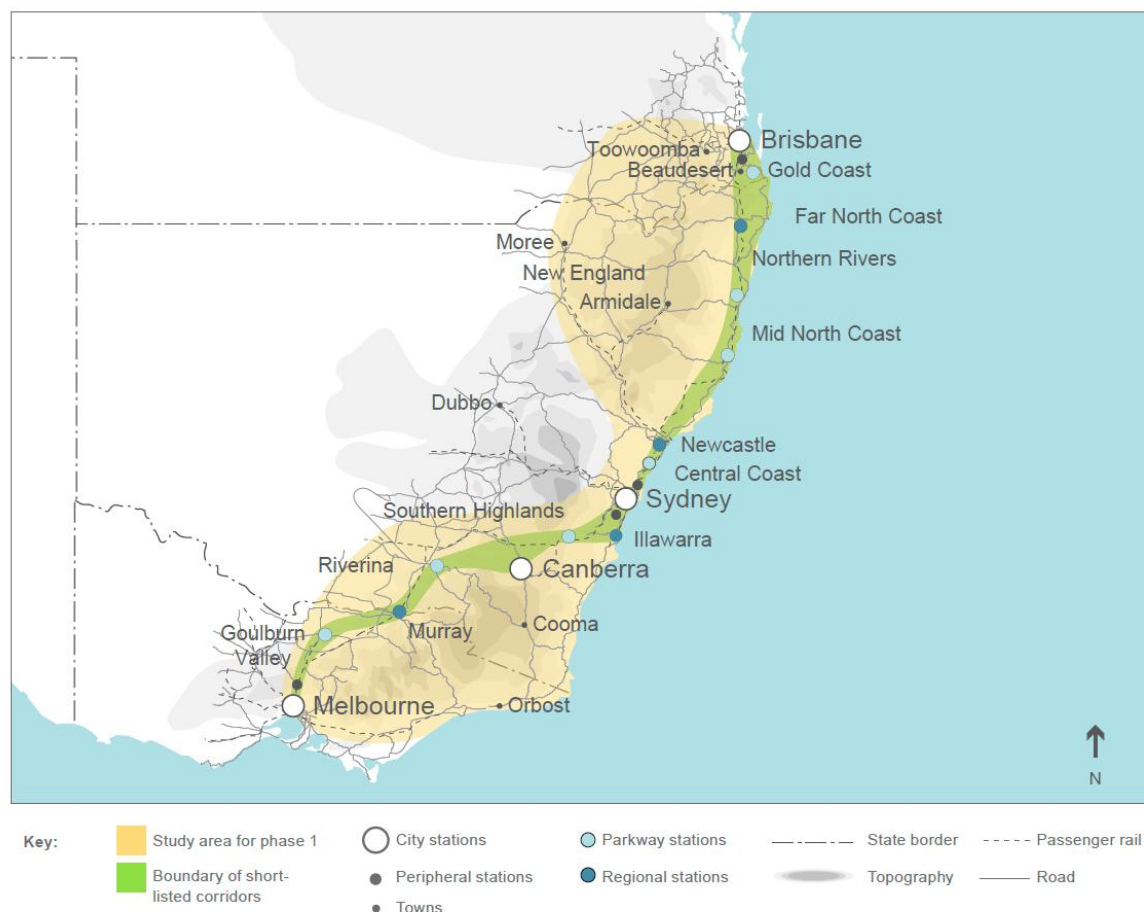 Brisbane
Toowoomba
Beaudesert
Gold Coast
Far North Coast
Moree
Northern Rivers
New England
Armidale
Mid North Coast
Dubbo
Newcastle
Central Coast
Sydney
Southern Highlands
Illawarra
Riverina
Canberra
Cooma
Murray
Goulburn
Valley
Melbourne
Orbost
N
Key:
Study area for phase 1
City stations
Parkway stations
State border
Passenger rail
Boundary of short-
listed corridors
Peripheral stations
Regional stations
Topography
Road
Towns